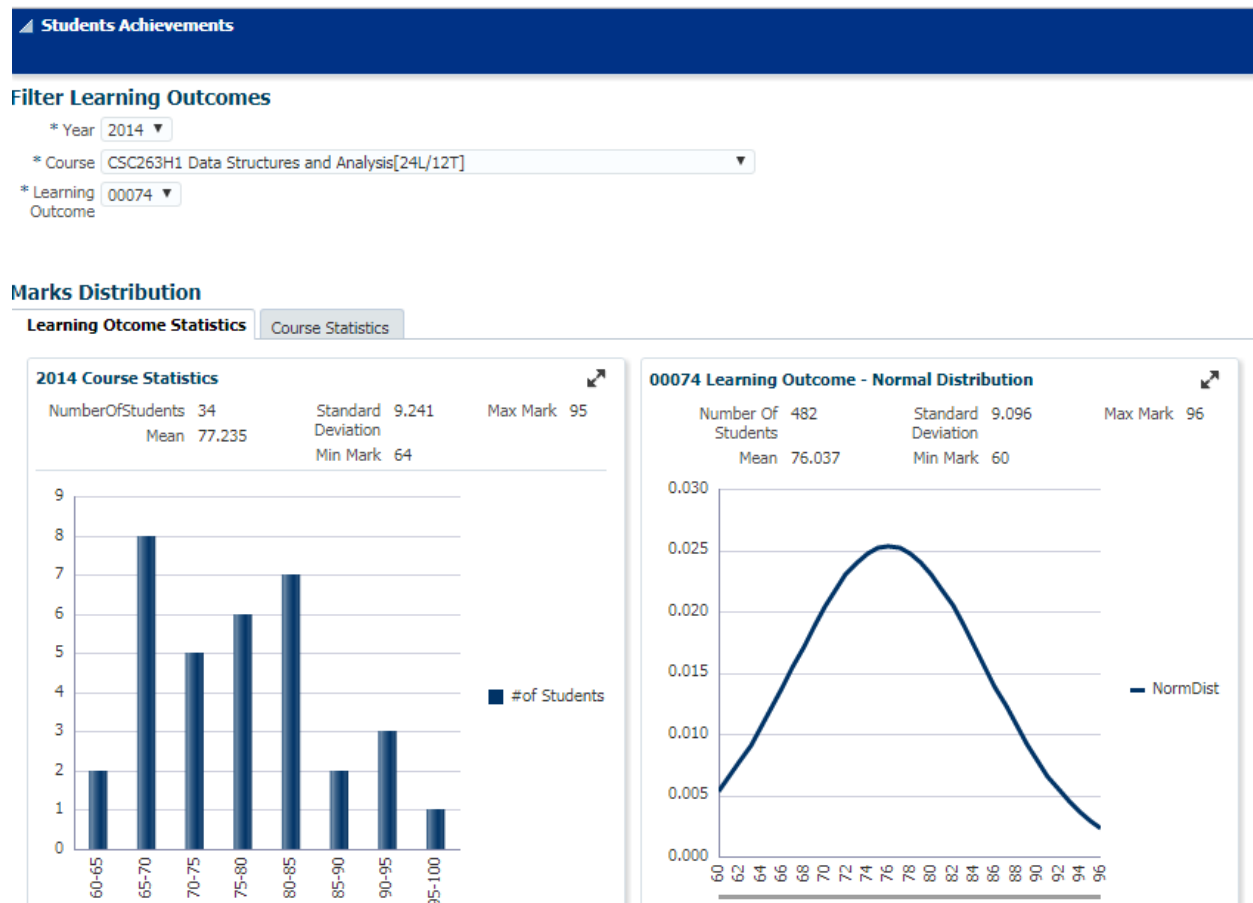 Students Achievements
Filter Learning Outcomes
* Year 2014
* Course CSC263H1 Data Structures and Analysis[24L/12T]
* Learning Outcome 00074
Marks Distribution
Learning Otcome Statistics Course Statistics
2014 Course Statistics
NumberOfStudents 34 Standard Deviation 9.241 Max Mark 95
Mean 77.235 Min Mark 64
9
8
7
6
5
4
3
2
1
0
60-65 65-70 70-75 75-80 80-85 85-90 90-95 95-100
#of Students
00074 Learning Outcome - Normal Distribution
Number Of Students 482 Standard Deviation 9.096 Max Mark 96
Mean 76.037 Min Mark 60
0.030
0.025
0.020
0.015
0.010
0.005
0.000
60 62 64 66 68 70 72 74 76 78 80 82 84 86 88 90 92 94 96
NormDist